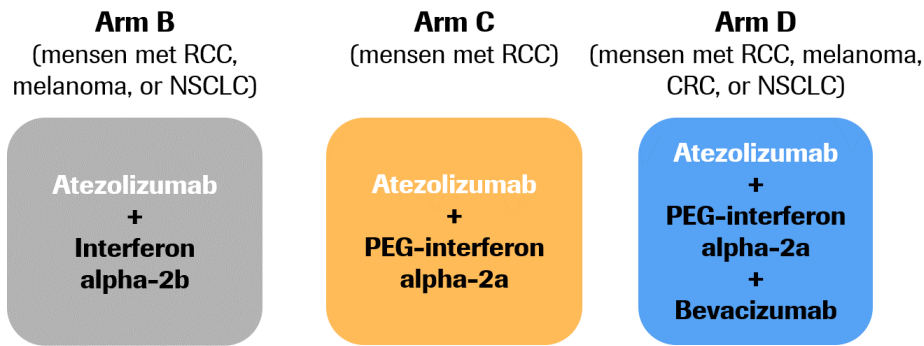 Arm B
(mensen met RCC,
melanoma, or NSCLC)
Atezolizumab
+
Interferon
alpha-2b
Arm C
(mensen met RCC)
Atezolizumab
+
PEG-interferon
alpha-2a
Arm D
(mensen met RCC, melanoma,
CRC, or NSCLC)
Atezolizumab
+
PEG-interferon
alpha-2a
+
Bevacizumab